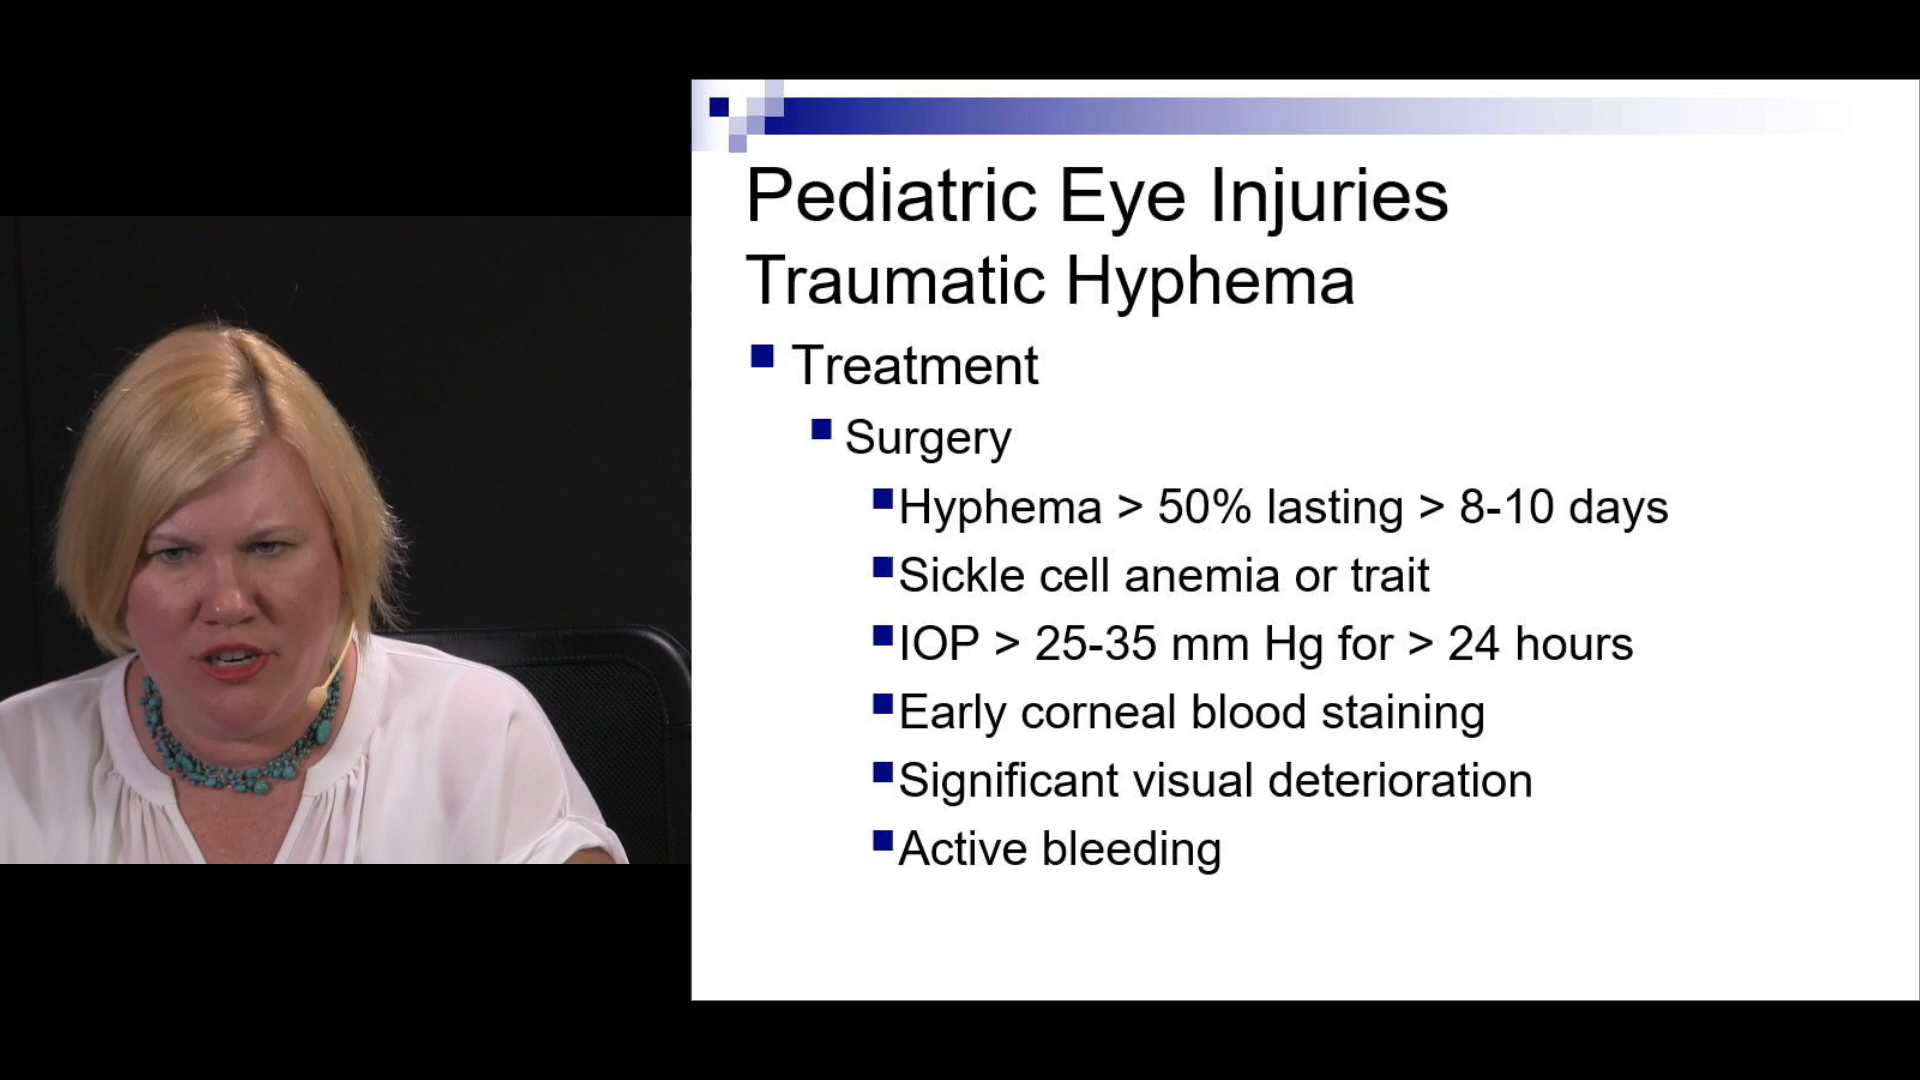 Pediatric Eye Injuries
Traumatic Hyphema
Treatment
Surgery
Hyphema > 50% lasting > 8-10 days
Sickle cell anemia or trait
IOP > 25-35 mm Hg for > 24 hours
Early corneal blood staining
Significant visual deterioration
Active bleeding